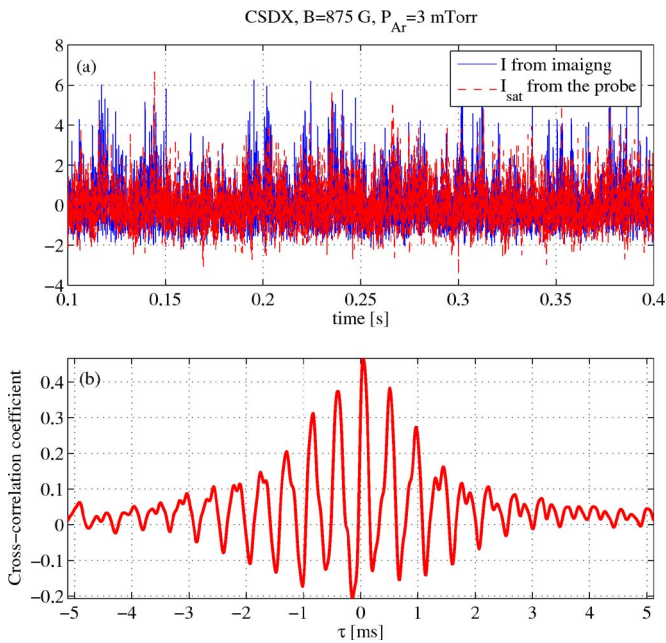 CSDX, B=875 G, P_Ar=3 mTorr
(a)
I from imaigng
I_sat from the probe
8
6
4
2
0
−2
−4
0.1 0.15 0.2 0.25 0.3 0.35 0.4
time [s]
(b)
Cross-correlation coefficient
0.4
0.3
0.2
0.1
0
−0.1
−0.2
−5 −4 −3 −2 −1 0 1 2 3 4 5
τ [ms]